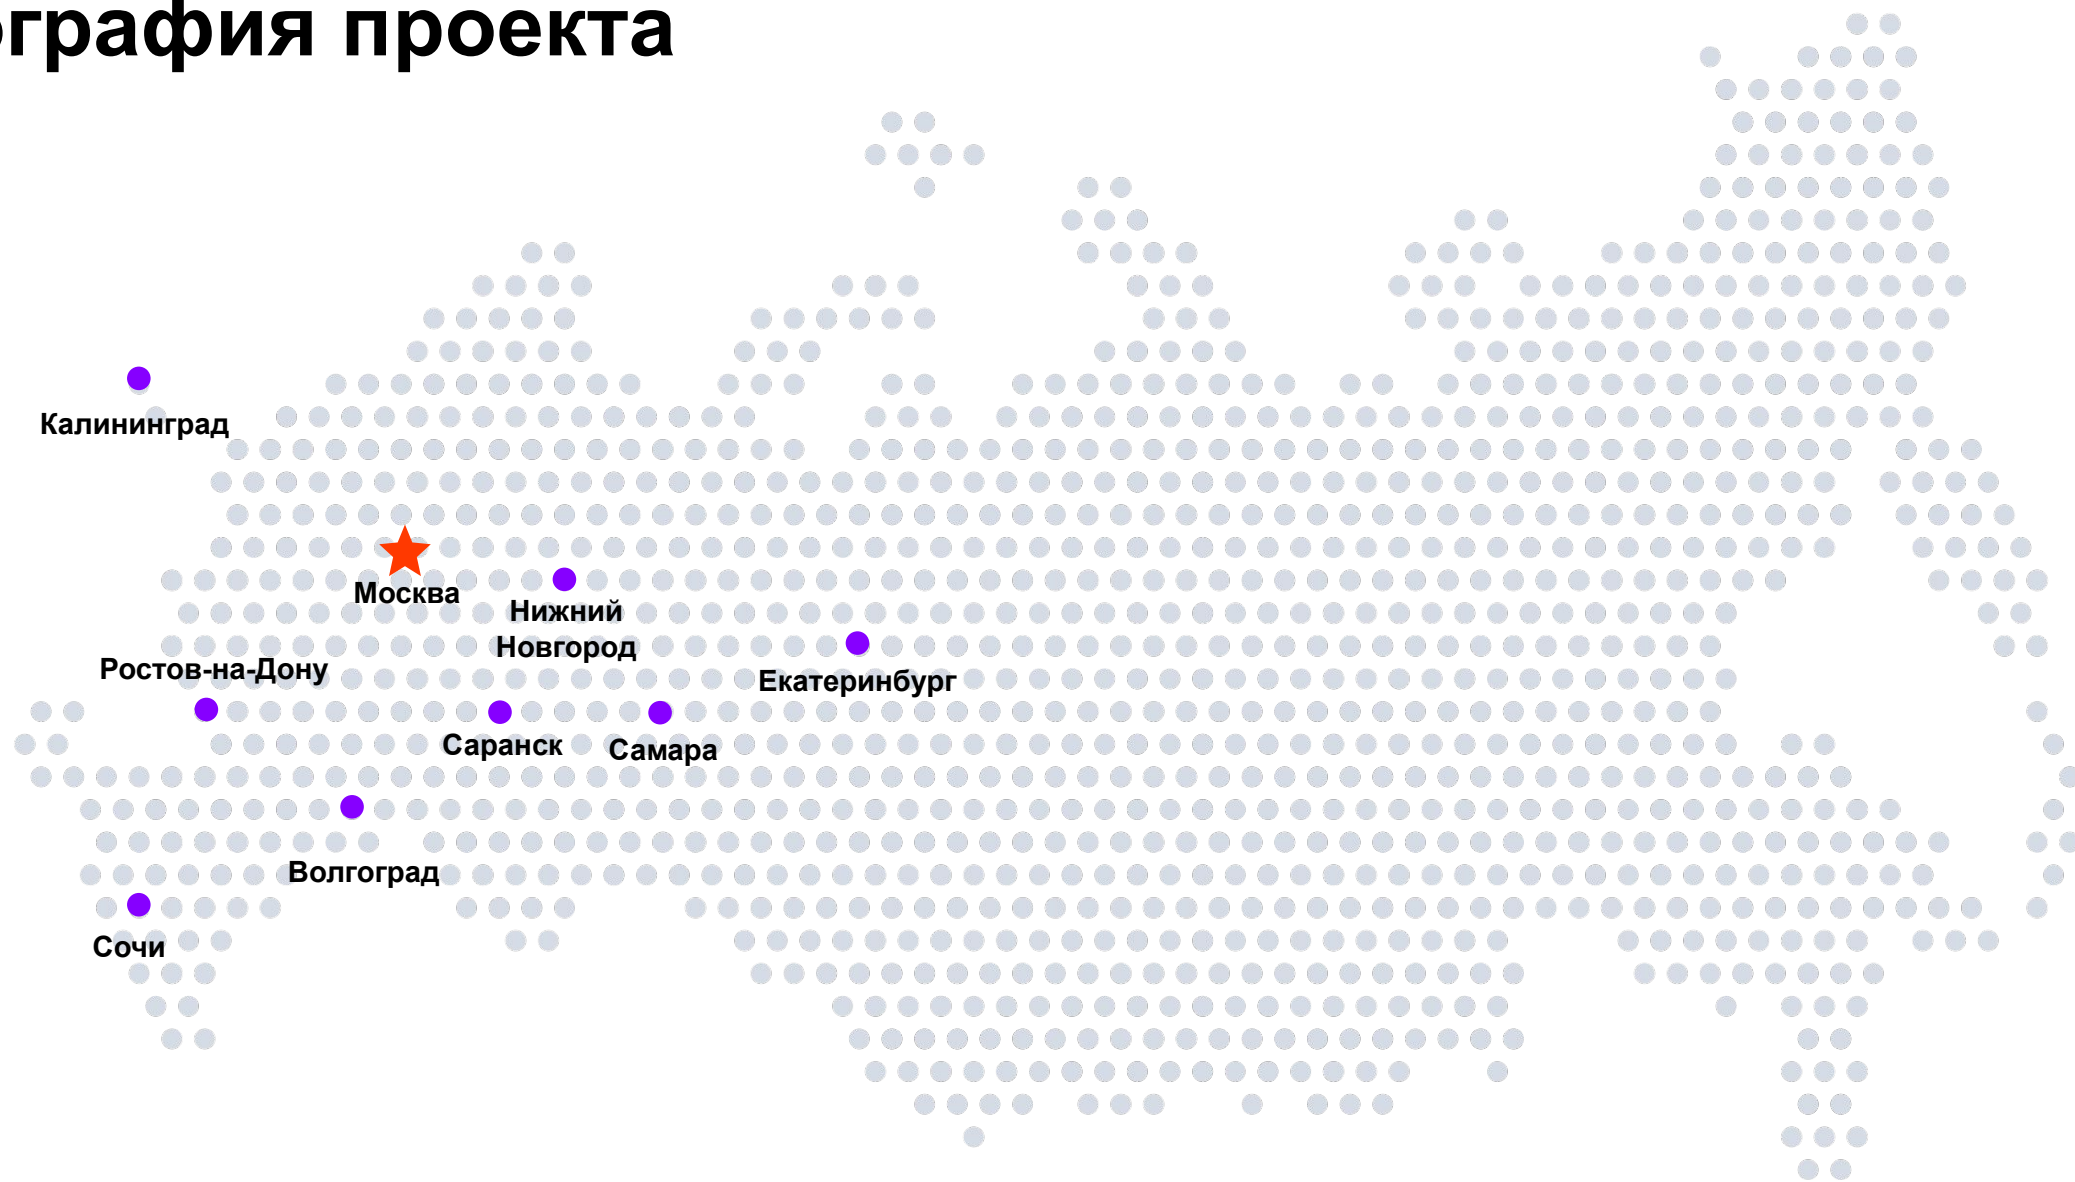 ография проекта
Калининград
Москва
Нижний
Новгород
Ростов-на-Дону
Екатеринбург
Саранск
Самара
Волгоград
Сочи